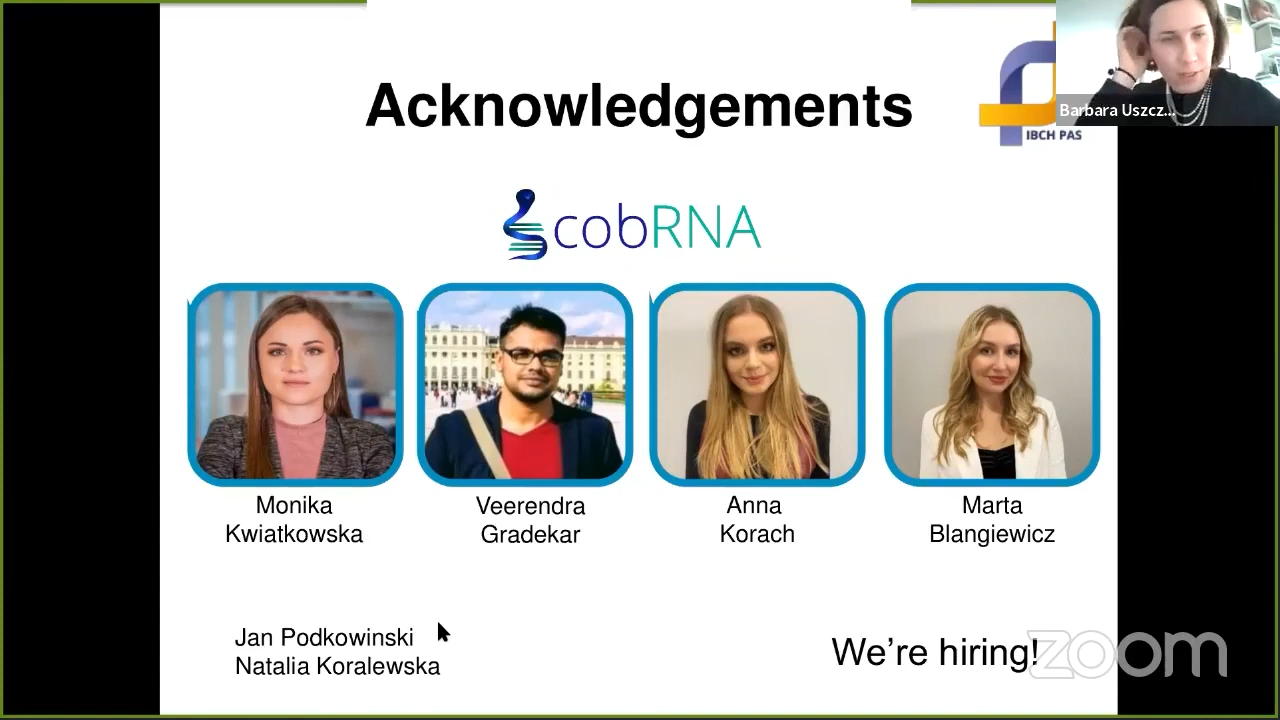 Acknowledgements
IBCH PAS
Barbara Uszcz...
cobRNA
Monika
Kwiatkowska
Veerendra
Gradekar
Anna
Korach
Marta
Blangiewicz
Jan Podkowinski
Natalia Koralewska
We're hiring!
zoom